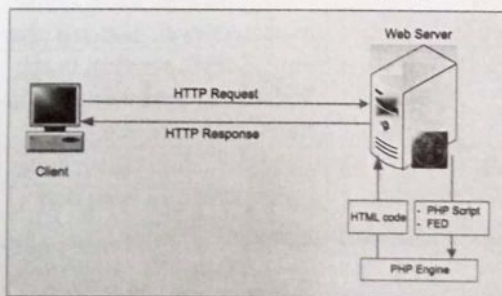 Web Server
HTTP Request
HTTP Response
Client
HTML code
- PHP Script
- FED
PHP Engine